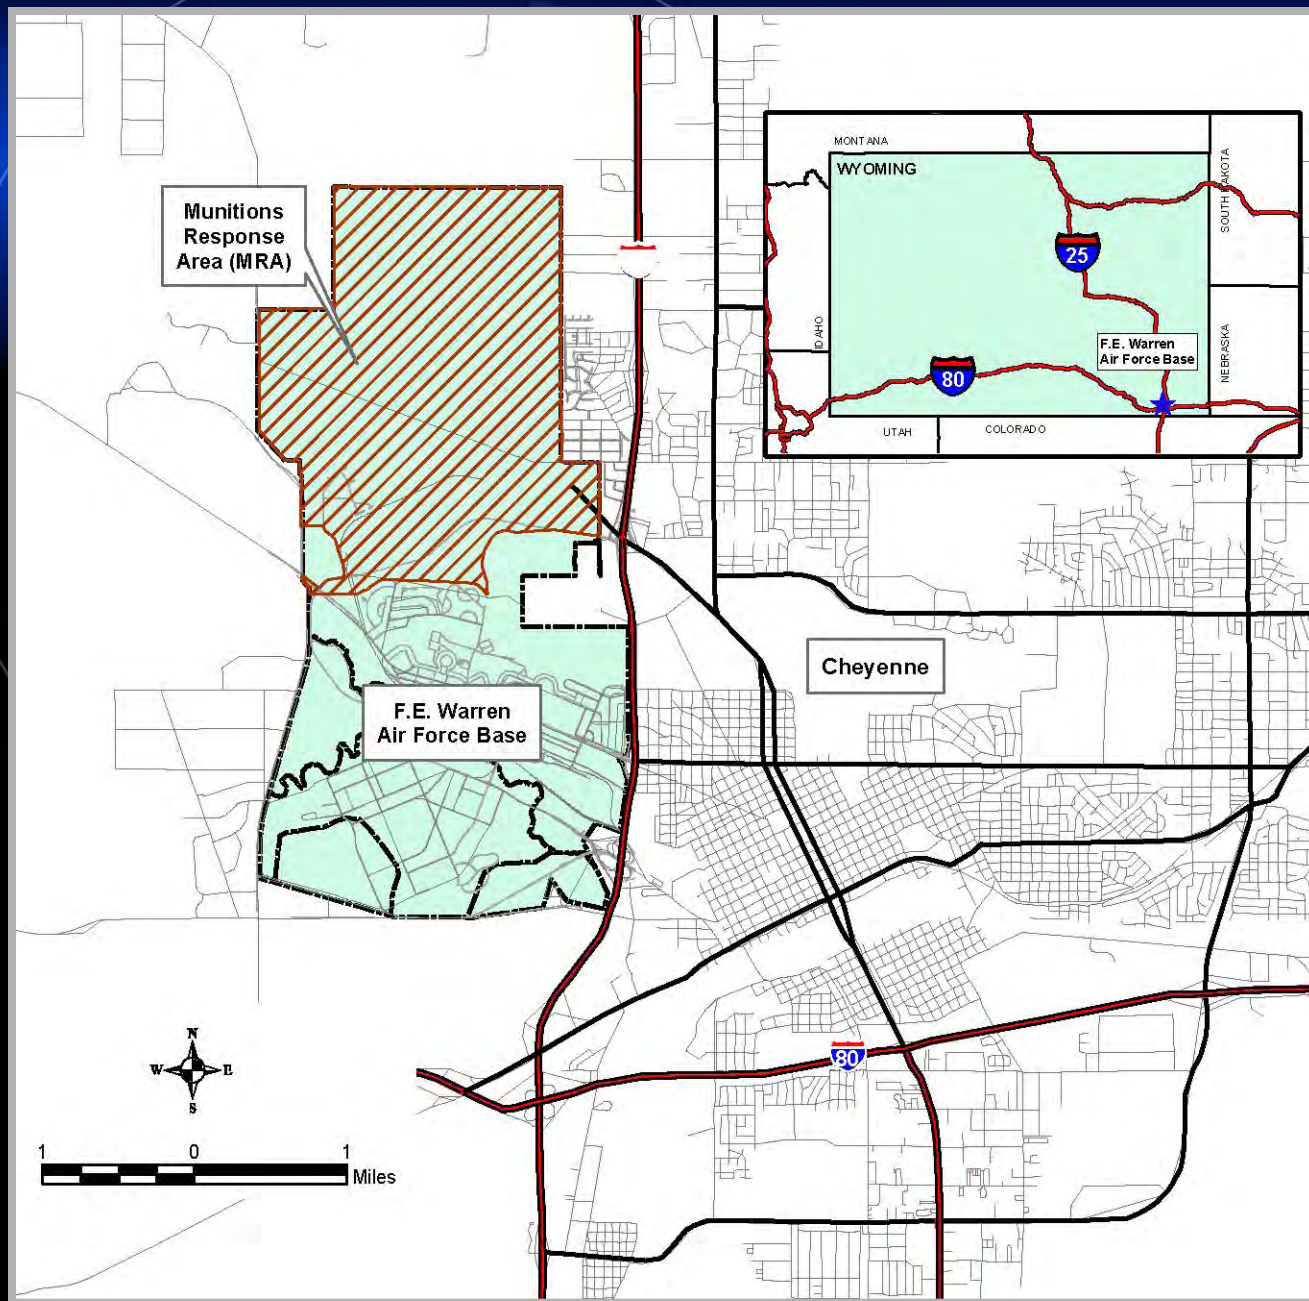 MONTANA
WYOMING
SOUTH DAKOTA
25
IDAHO
F.E. Warren
Air Force Base
NEBRASKA
80
UTAH
COLORADO
Munitions
Response
Area (MRA)
Cheyenne
F.E. Warren
Air Force Base
80
N
W
E
S
1
0
1
Miles